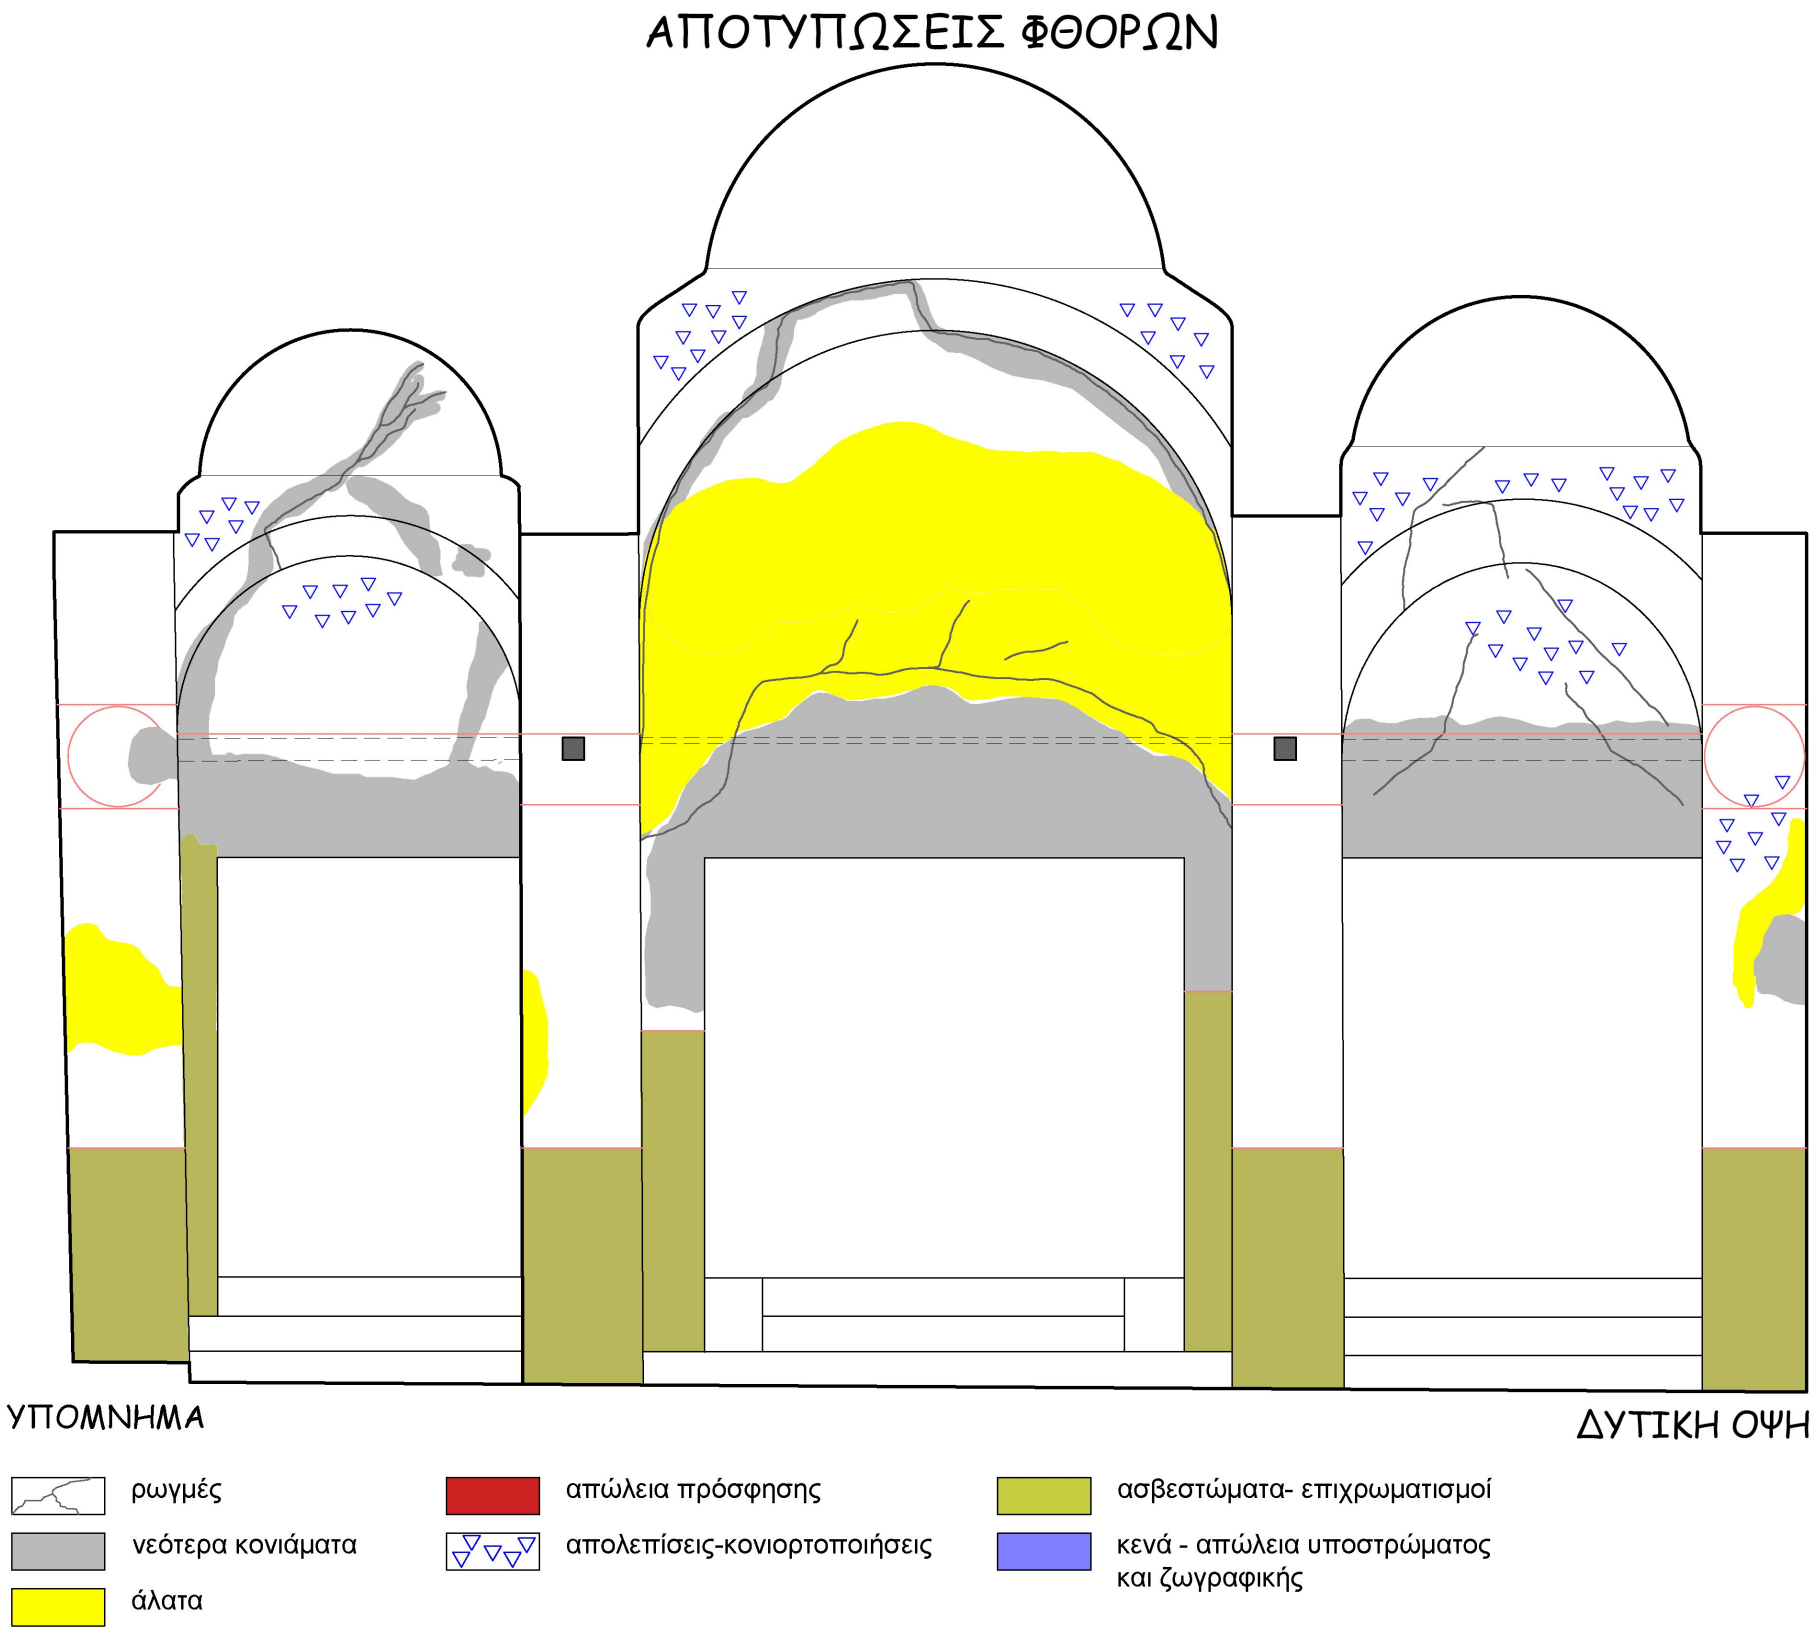 ΑΠΟΤΥΠΩΣΕΙΣ ΦΘΟΡΩΝ
ΥΠΟΜΝΗΜΑ
ΔΥΤΙΚΗ ΟΨΗ
ρωγμές
νεότερα κονιάματα
άλατα
απώλεια πρόσφησης
απολεπίσεις-κονιορτοποιήσεις
ασβεστώματα- επιχρωματισμοί
κενά - απώλεια υποστρώματος
και ζωγραφικής